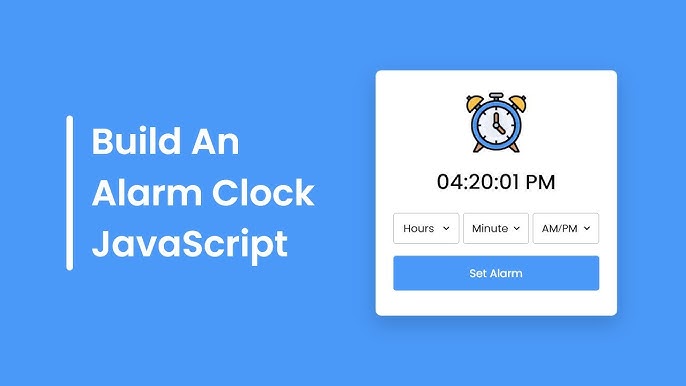 Build An
Alarm Clock
JavaScript
04:20:01 PM
Hours
Minute
AM/PM
Set Alarm